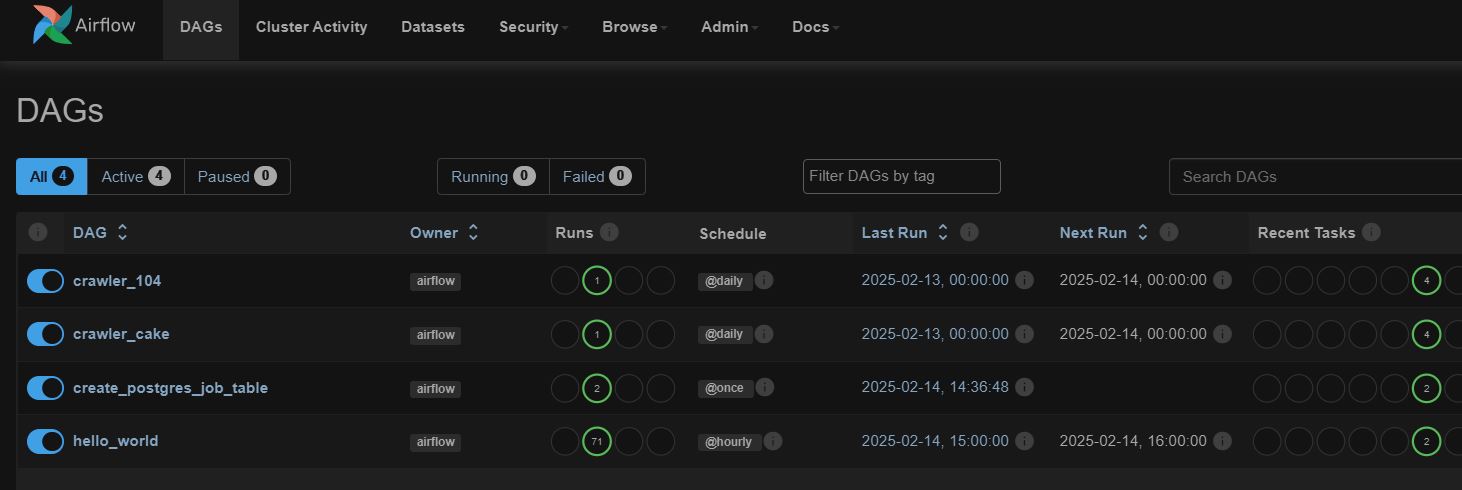 Airflow DAGs Cluster Activity Datasets Security Browse Admin Docs
DAGs
All 4 Active 4 Paused 0 Running 0 Failed 0 Filter DAGs by tag Search DAGs
i DAG Owner Runs i Schedule Last Run i Next Run i Recent Tasks i
crawler_104 airflow 1 @daily i 2025-02-13, 00:00:00 i 2025-02-14, 00:00:00 i 4
crawler_cake airflow 1 @daily i 2025-02-13, 00:00:00 i 2025-02-14, 00:00:00 i 4
create_postgres_job_table airflow 2 @once i 2025-02-14, 14:36:48 i 2
hello_world airflow 71 @hourly i 2025-02-14, 15:00:00 i 2025-02-14, 16:00:00 i 2